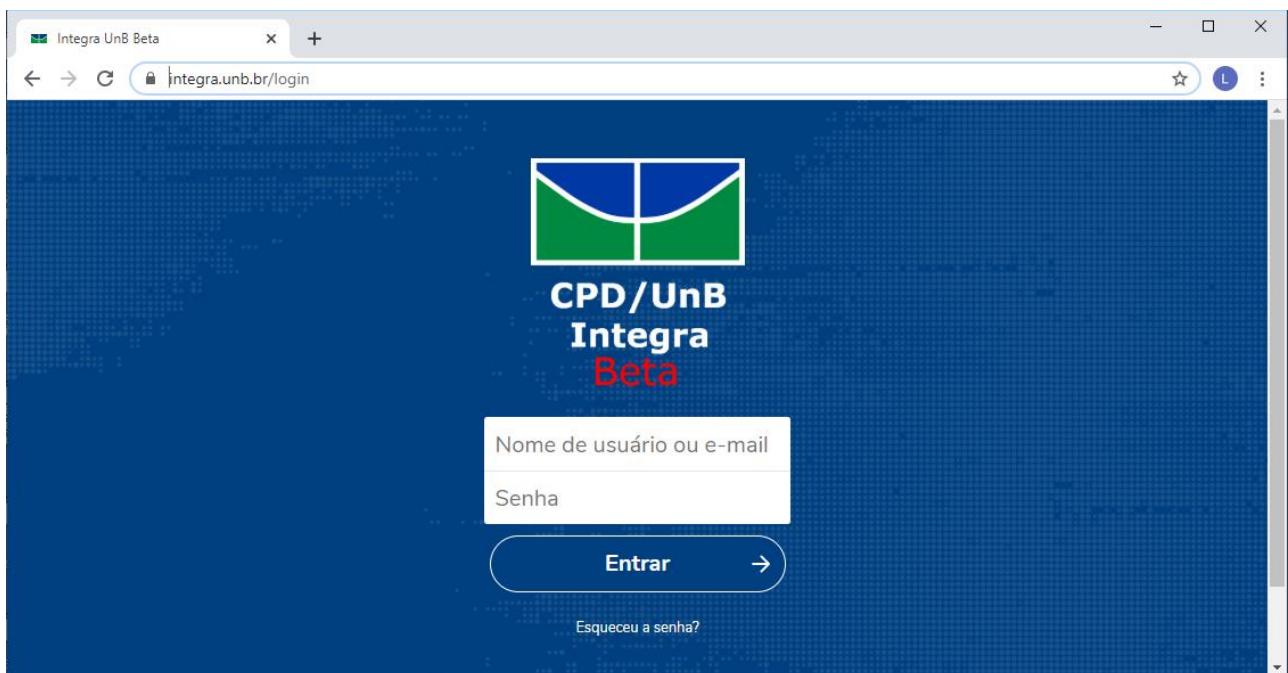 Integra UnB Beta
integra.unb.br/login
L
CPD/UnB
Integra
Beta
Nome de usuário ou e-mail
Senha
Entrar
Esqueceu a senha?